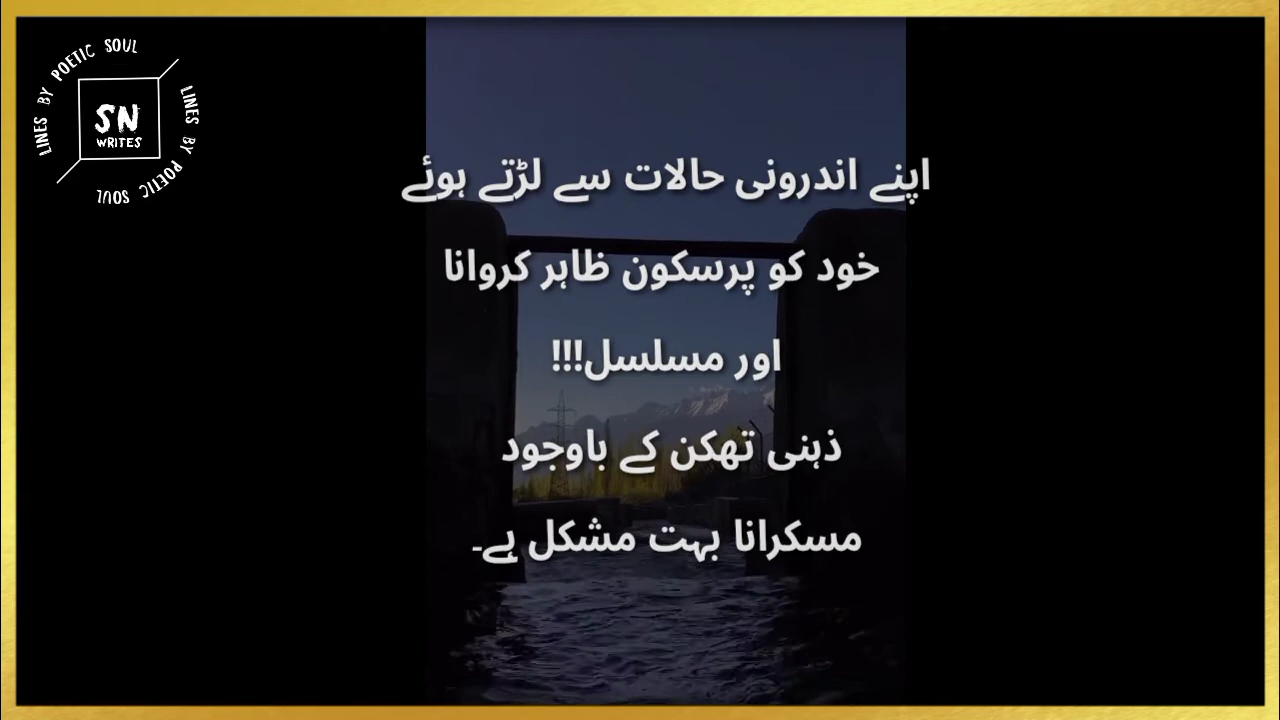 LINES BY POETIC SOUL
LINES BY POETIC SOUL
SN
WRITES
اپنے اندرونی حالات سے لڑتے ہوئے
خود کو پرسکون ظاہر کروانا
اور مسلسل!!!
ذہنی تھکن کے باوجود
مسکرانا بہت مشکل ہے۔